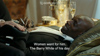 Women went for him.
The Barry White of his day.